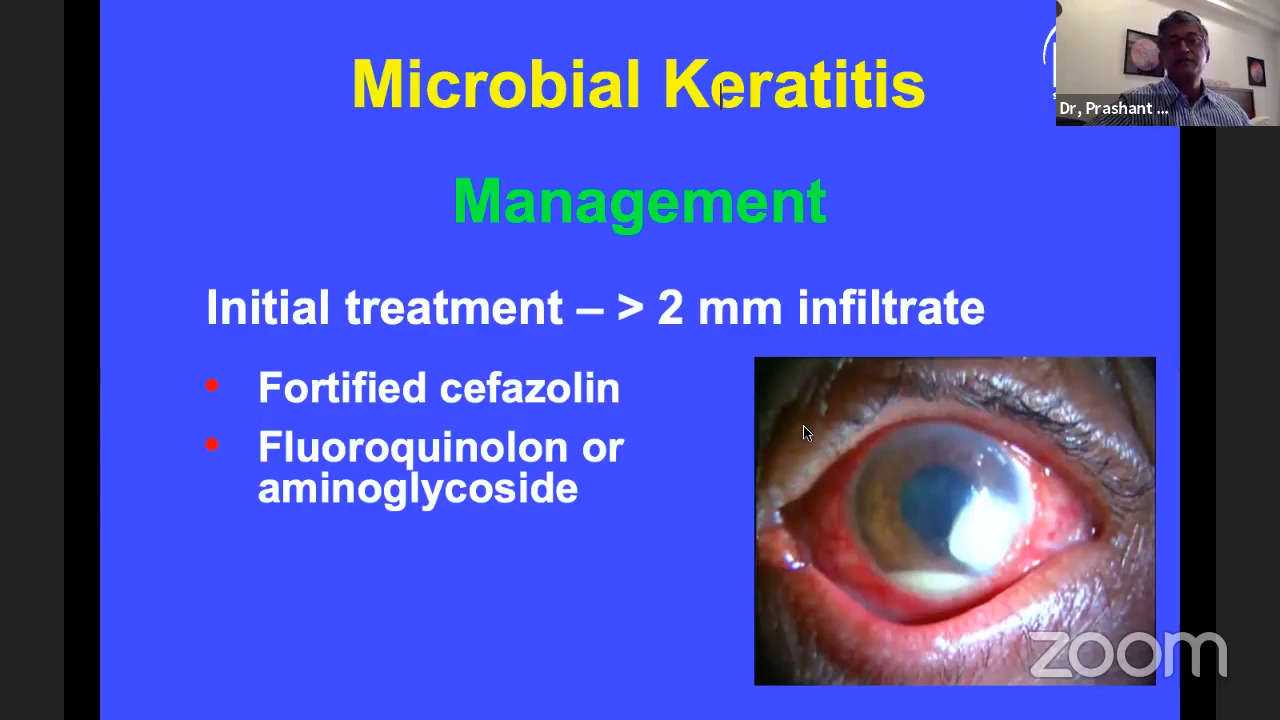 Microbial Keratitis
Dr, Prashant ...
Management
Initial treatment – > 2 mm infiltrate
• Fortified cefazolin
• Fluoroquinolon or
aminoglycoside
zoom